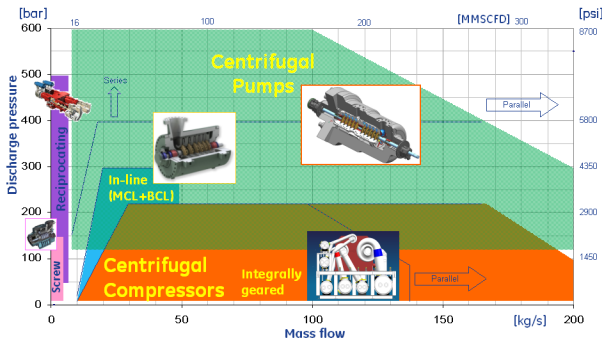 [bar]
16
100
200
[MMSCFD]
300
[psi]
600
8700
Centrifugal
Pumps
500
Series
Parallel
400
5800
Discharge pressure
Reciprocating
300
In-line
(MCL+BCL)
4350
200
2900
100
Screw
Centrifugal
Compressors
Integrally
geared
Parallel
1450
0
0
50
100
150
[kg/s]
200
Mass flow